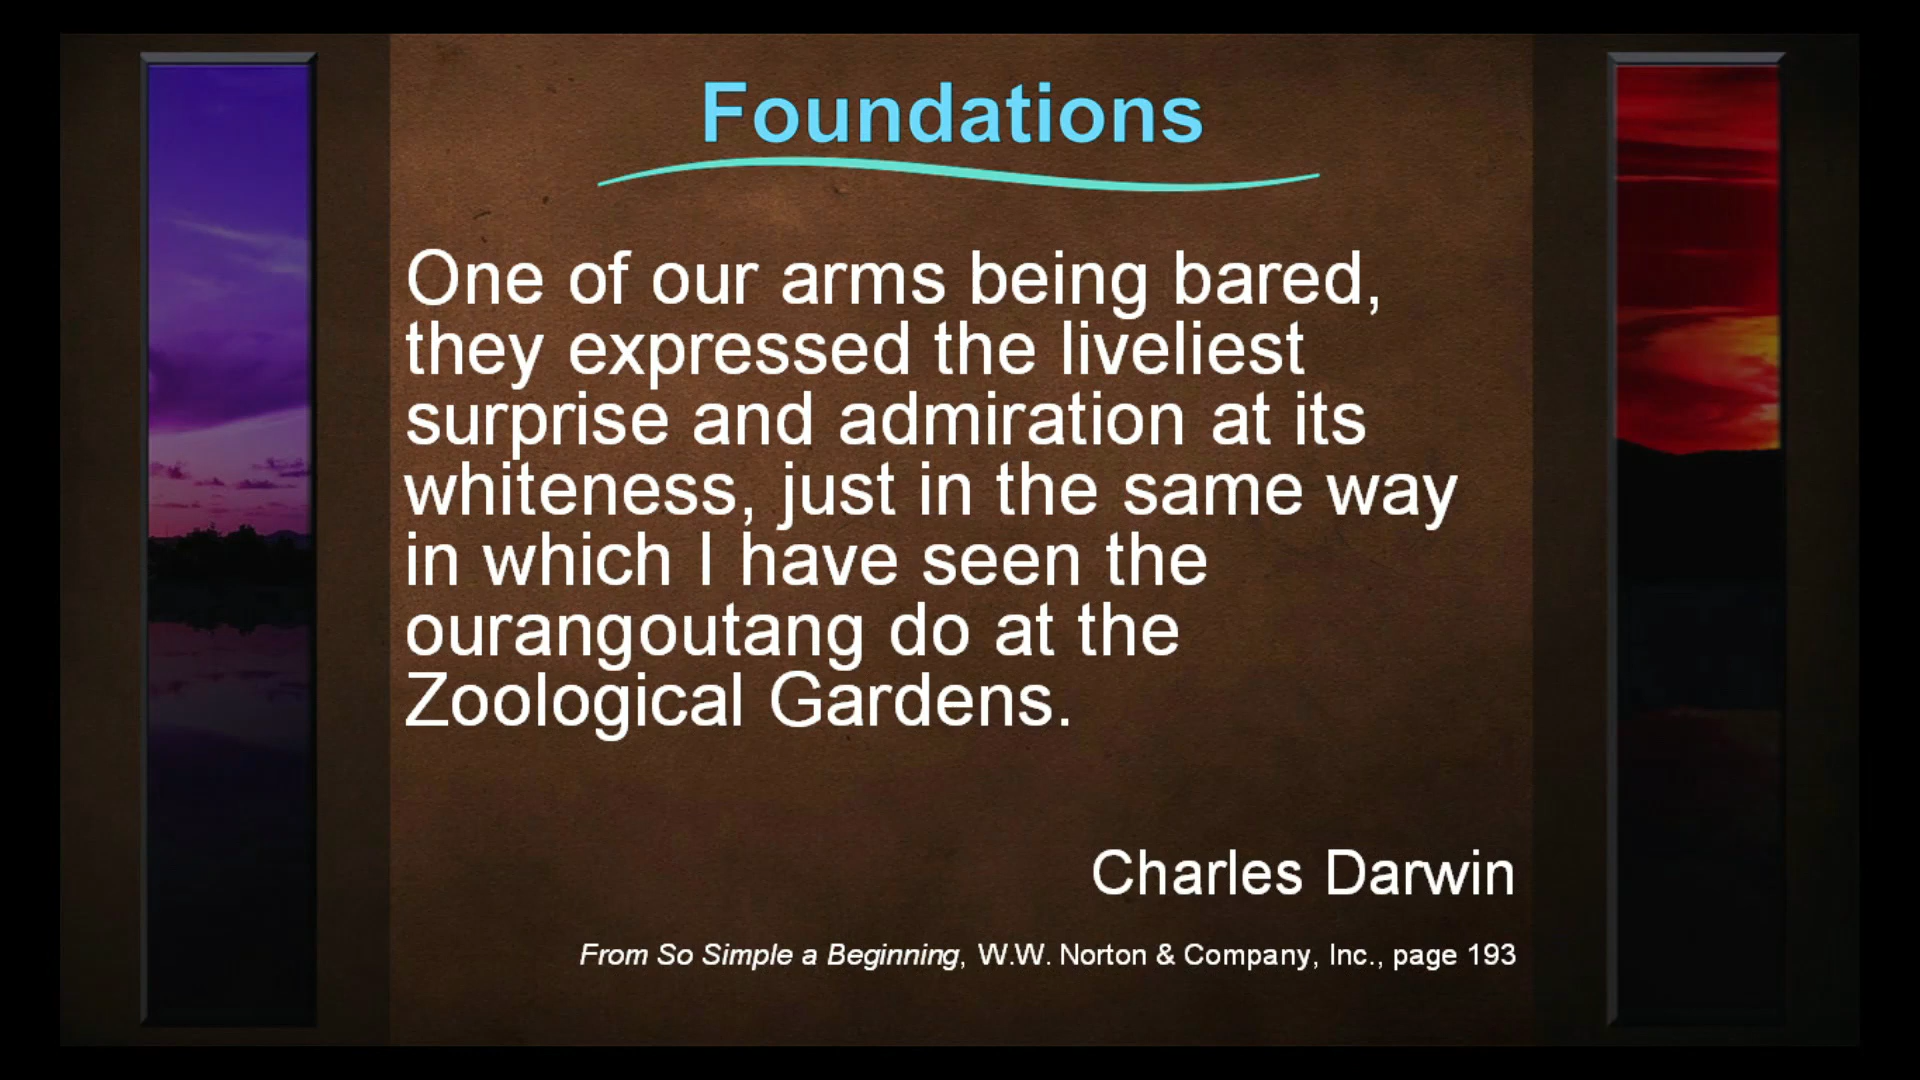 Foundations
One of our arms being bared,
they expressed the liveliest
surprise and admiration at its
whiteness, just in the same way
in which I have seen the
ourangoutang do at the
Zoological Gardens.
Charles Darwin
From So Simple a Beginning, W.W. Norton & Company, Inc., page 193